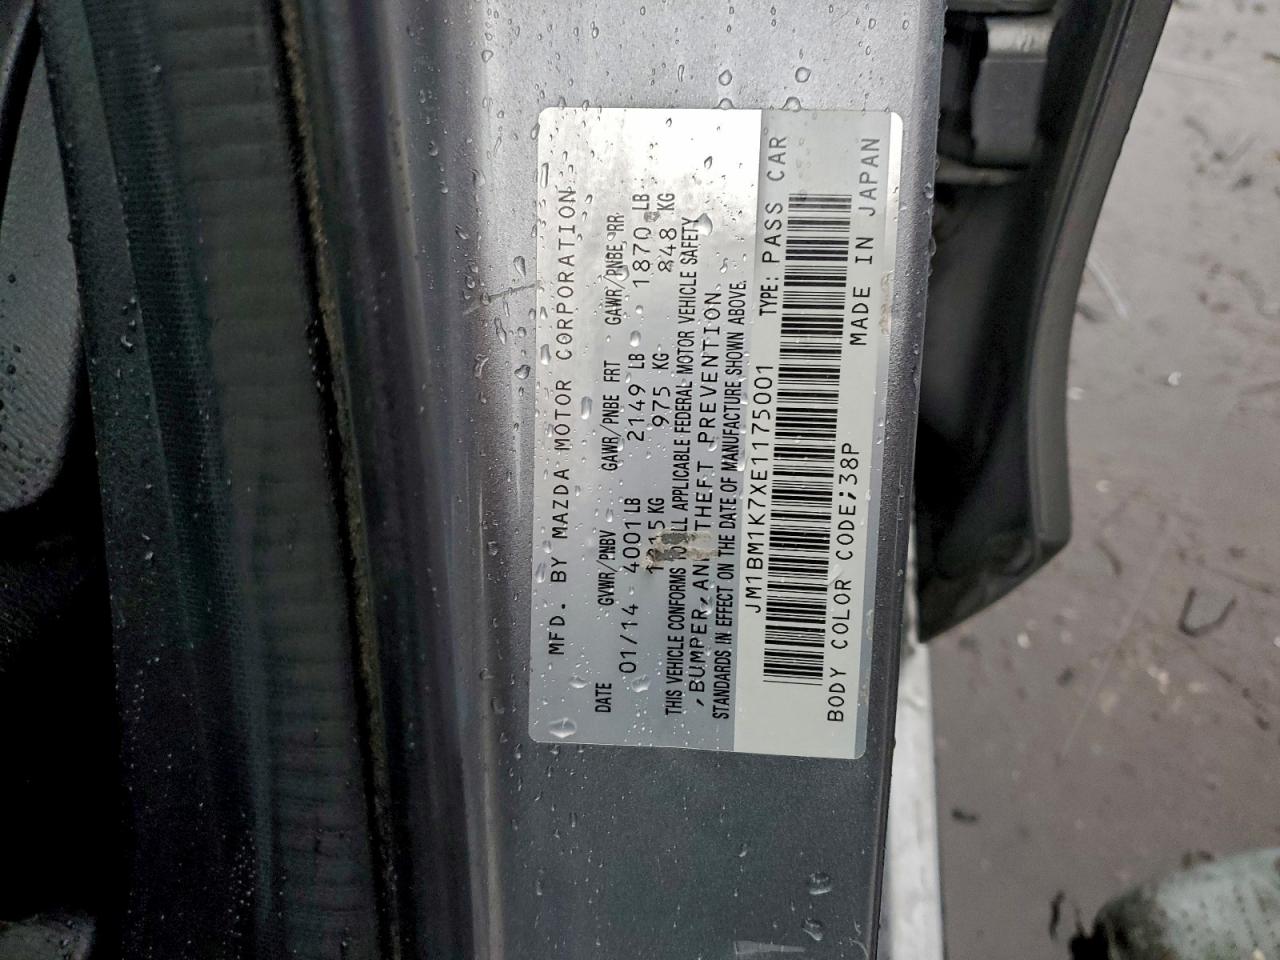 MFD. BY MAZDA MOTOR CORPORATION
DATE GVWR/PNBV GAWR/PNBE FRT GAWR/PNBE RR
01/14 4001LB 2149 LB 1870 LB
KG 975 KG 848 KG
THIS VEHICLE CONFORMS TO ALL APPLICABLE FEDERAL MOTOR VEHICLE SAFETY
, BUMPER, AND THEFT PREVENTION
STANDARDS IN EFFECT ON THE DATE OF MANUFACTURE SHOWN ABOVE.
JM1BM1K7XE1175001 TYPE: PASS CAR
BODY COLOR CODE;38P MADE IN JAPAN